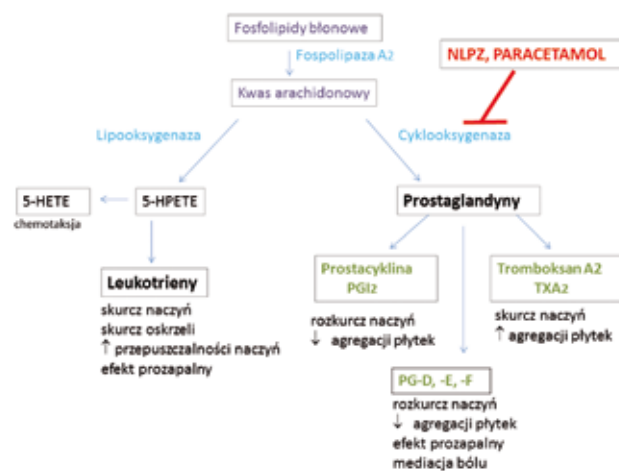 Fosfolipidy błonowe
Fospolipaza A2
NLPZ, PARACETAMOL
Kwas arachidonowy
Lipooksygenaza
Cyklooksygenaza
5-HETE
5-HPETE
chemotaksja
Prostaglandyny
Leukotrieny
skurcz naczyń
skurcz oskrzeli
↑ przepuszczalności naczyń
efekt prozapalny
Prostacyklina
PGI2
rozkurcz naczyń
↓ agregacji płytek
Tromboksan A2
TXA2
skurcz naczyń
↑ agregacji płytek
PG-D, -E, -F
rozkurcz naczyń
↓ agregacji płytek
efekt prozapalny
mediacja bólu